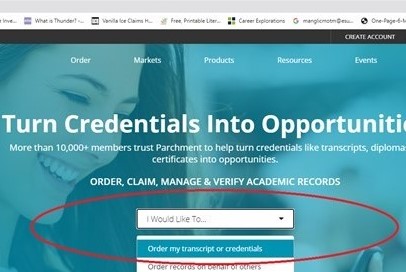 What is Thunder? -...
Vanilla Ice Claims H...
Free, Printable Liter...
Career Explorations
manglicmotm@esu...
One-Page-6-M
CREATE ACCOUNT
Order Markets Products Resources Events
Turn Credentials Into Opportunitie
More than 10,000+ members trust Parchment to help turn credentials like transcripts, diploma
certificates into opportunities.
ORDER, CLAIM, MANAGE & VERIFY ACADEMIC RECORDS
I Would Like To...
Order my transcript or credentials
Order records on behalf of others